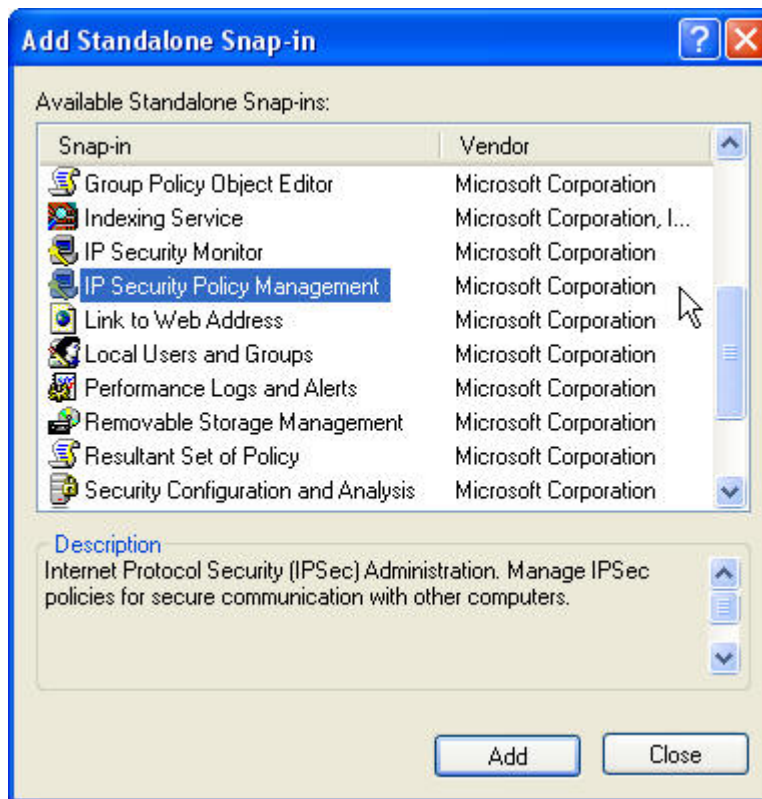 Add Standalone Snap-in
Available Standalone Snap-ins:
Snap-in Vendor
Group Policy Object Editor Microsoft Corporation
Indexing Service Microsoft Corporation, I...
IP Security Monitor Microsoft Corporation
IP Security Policy Management Microsoft Corporation
Link to Web Address Microsoft Corporation
Local Users and Groups Microsoft Corporation
Performance Logs and Alerts Microsoft Corporation
Removable Storage Management Microsoft Corporation
Resultant Set of Policy Microsoft Corporation
Security Configuration and Analysis Microsoft Corporation
Description
Internet Protocol Security (IPSec) Administration. Manage IPSec
policies for secure communication with other computers.
Add Close